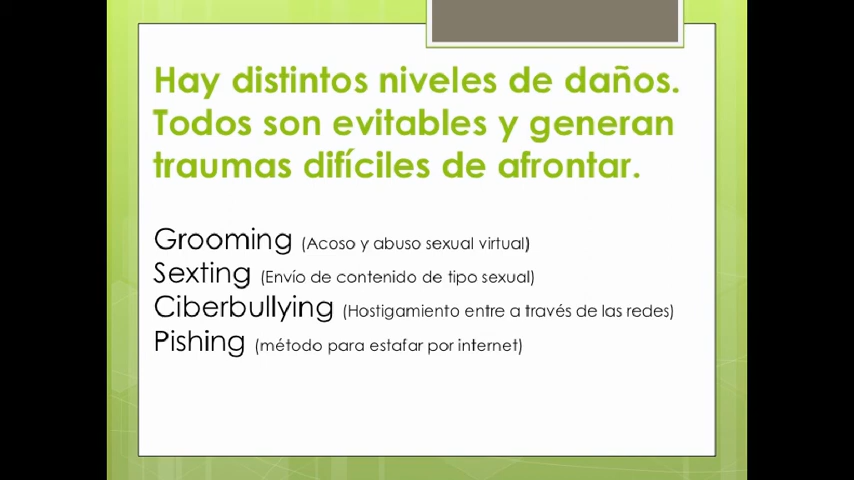 Hay distintos niveles de daños.
Todos son evitables y generan
traumas difíciles de afrontar.
Grooming (Acoso y abuso sexual virtual)
Sexting (Envío de contenido de tipo sexual)
Ciberbullying (Hostigamiento entre a través de las redes)
Pishing (método para estafar por internet)